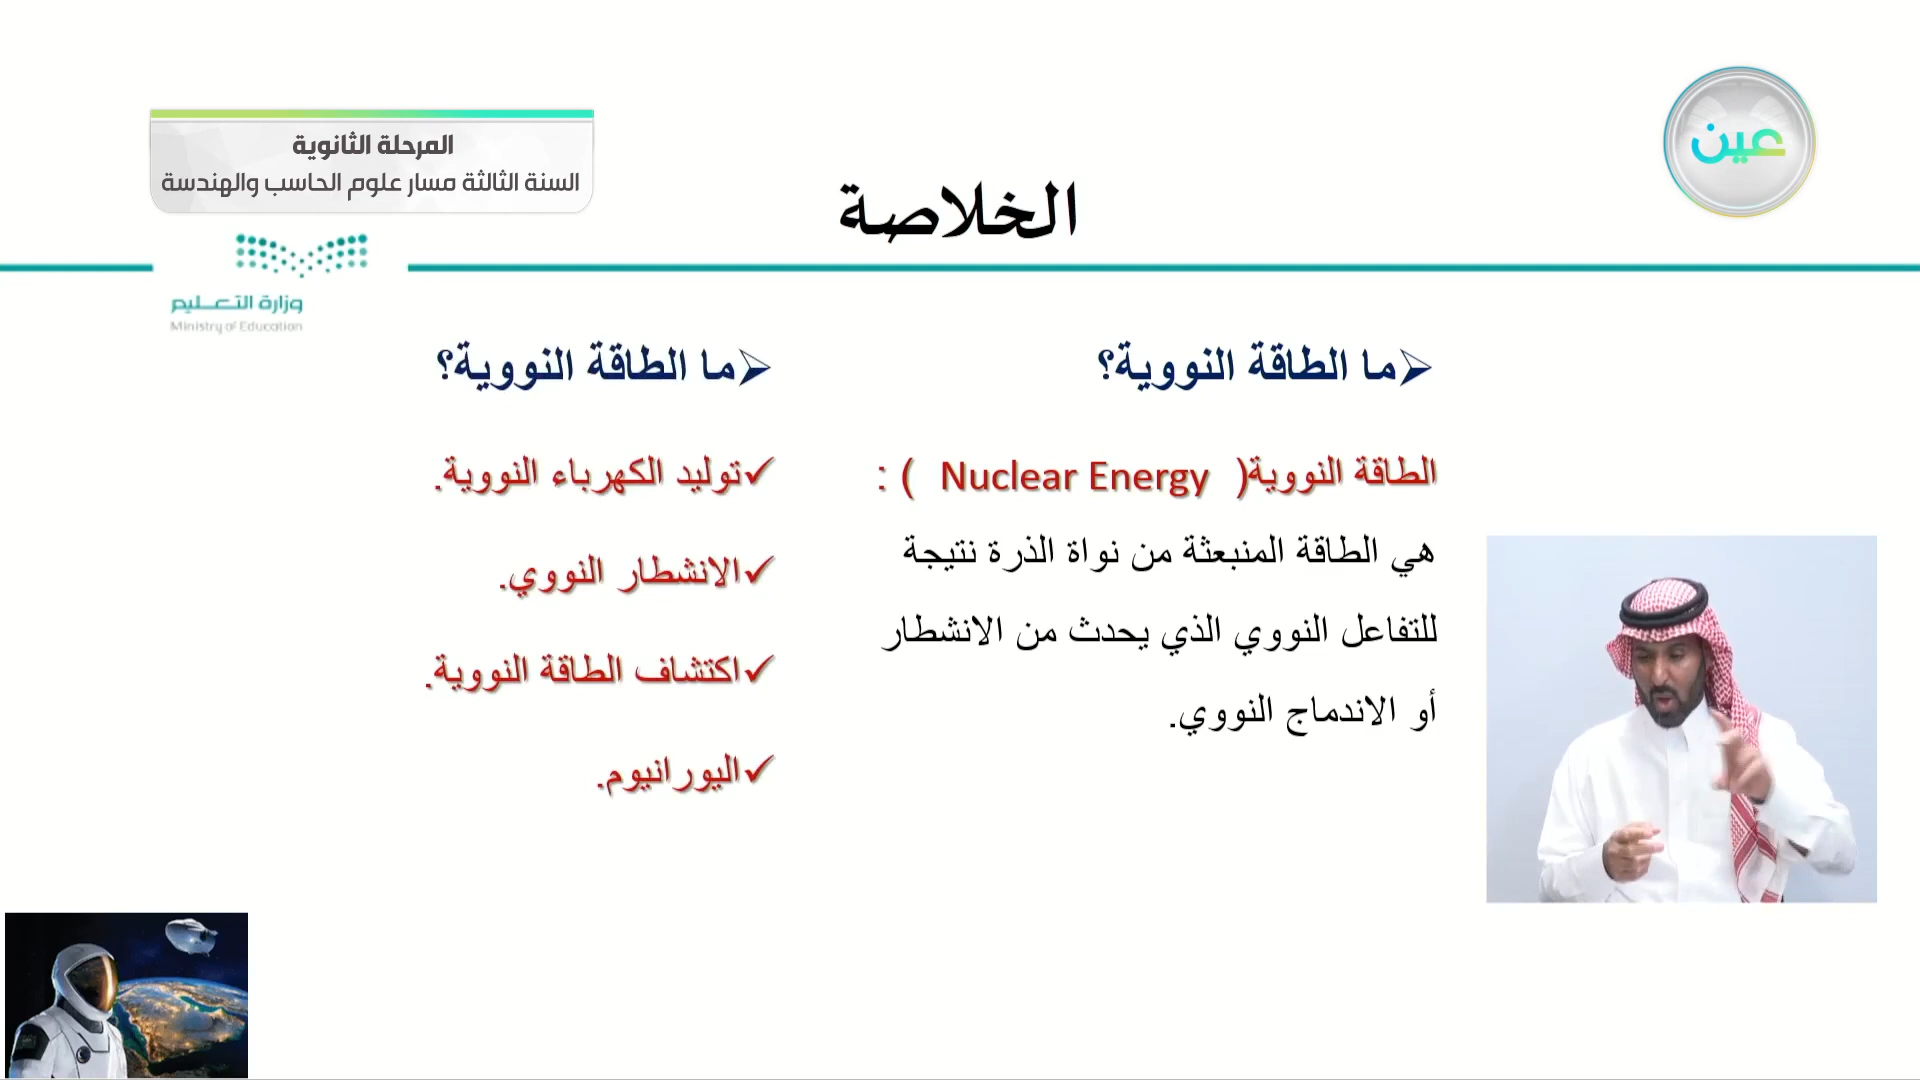 المرحلة الثانوية
السنة الثالثة مسار علوم الحاسب والهندسة
عين
الخلاصة
وزارة التعليم
Ministry of Education
ما الطاقة النووية؟
الطاقة النووية( Nuclear Energy ) :
هي الطاقة المنبعثة من نواة الذرة نتيجة
للتفاعل النووي الذي يحدث من الانشطار
أو الاندماج النووي.
ما الطاقة النووية؟
توليد الكهرباء النووية.
الانشطار النووي.
اكتشاف الطاقة النووية.
اليورانيوم.